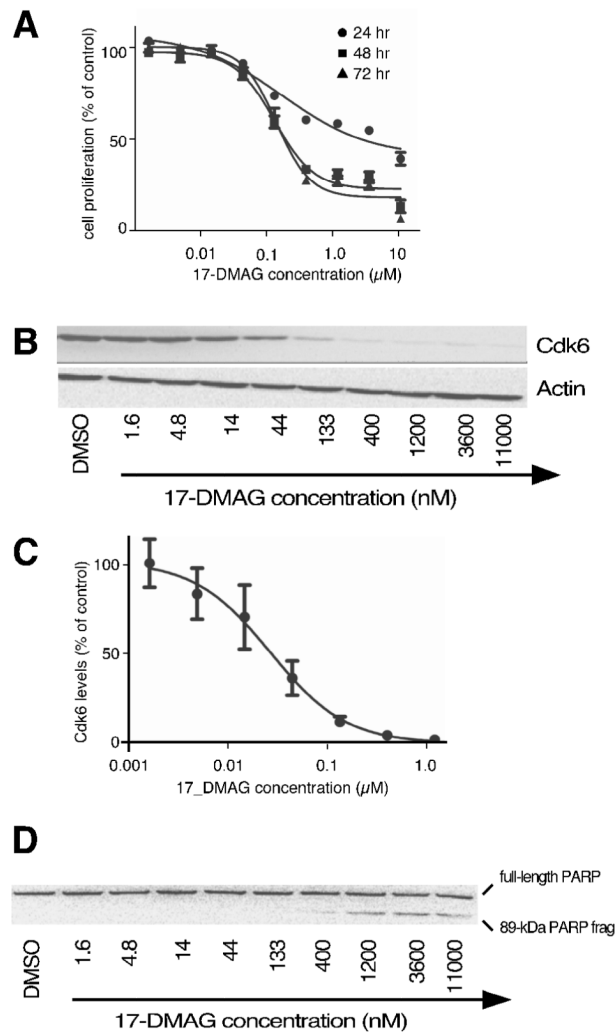 A
cell proliferation (% of control)
100
50
0
24 hr
48 hr
72 hr
0.01 0.1 1.0 10
17-DMAG concentration (µM)
B
Cdk6
Actin
DMSO 1.6 4.8 14 44 133 400 1200 3600 11000
17-DMAG concentration (nM)
C
Cdk6 levels (% of control)
100
50
0
0.001 0.01 0.1 1.0
17_DMAG concentration (µM)
D
full-length PARP
89-kDa PARP frag
DMSO 1.6 4.8 14 44 133 400 1200 3600 11000
17-DMAG concentration (nM)